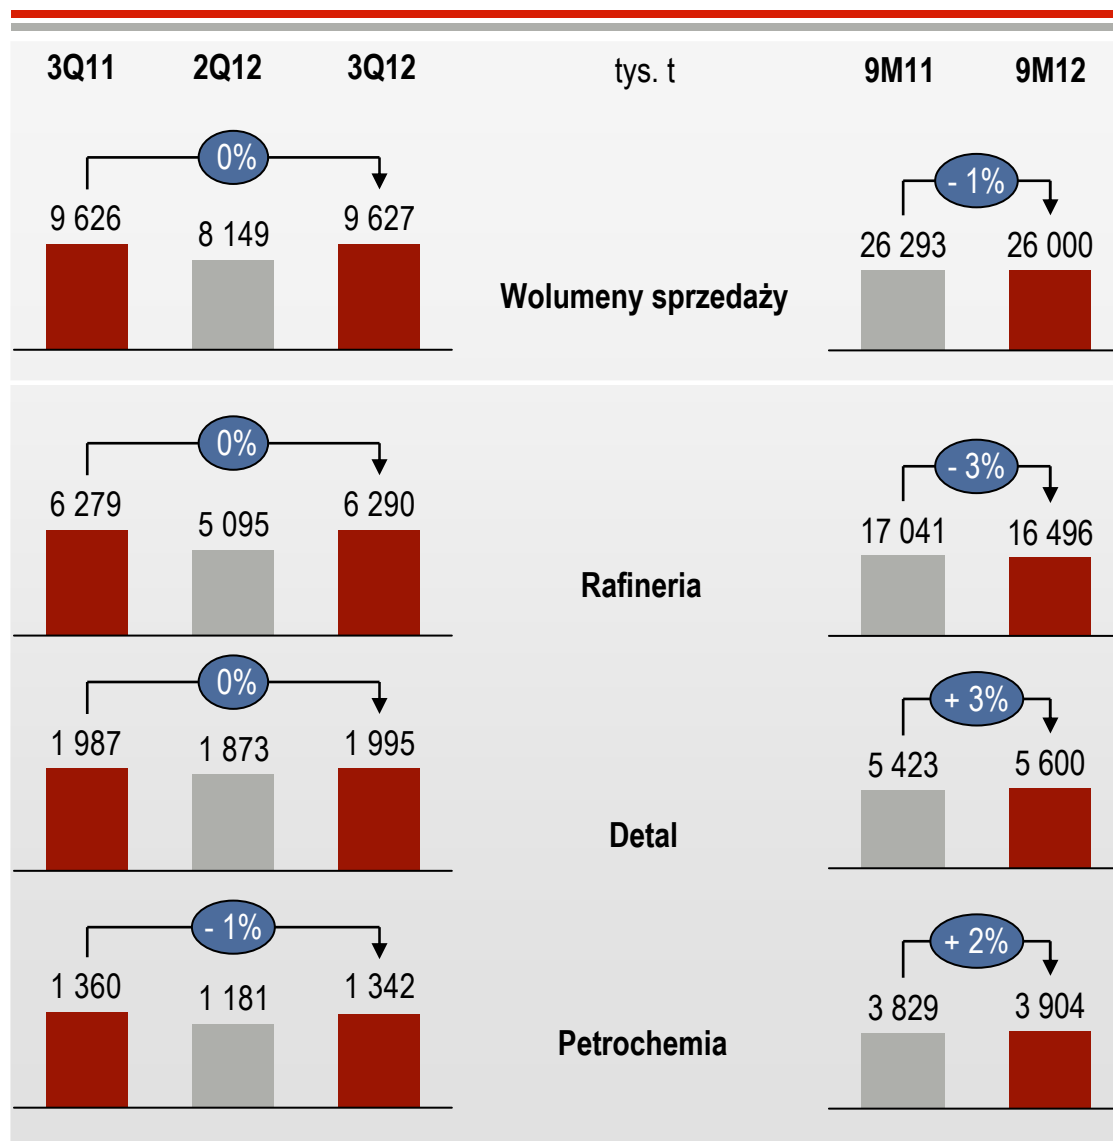 3Q11 2Q12 3Q12 tys. t 9M11 9M12
0% - 1%
9 626 8 149 9 627 26 293 26 000
Wolumeny sprzedaży
0% - 3%
6 279 5 095 6 290 17 041 16 496
Rafineria
0% + 3%
1 987 1 873 1 995 5 423 5 600
Detal
- 1% + 2%
1 360 1 181 1 342 3 829 3 904
Petrochemia